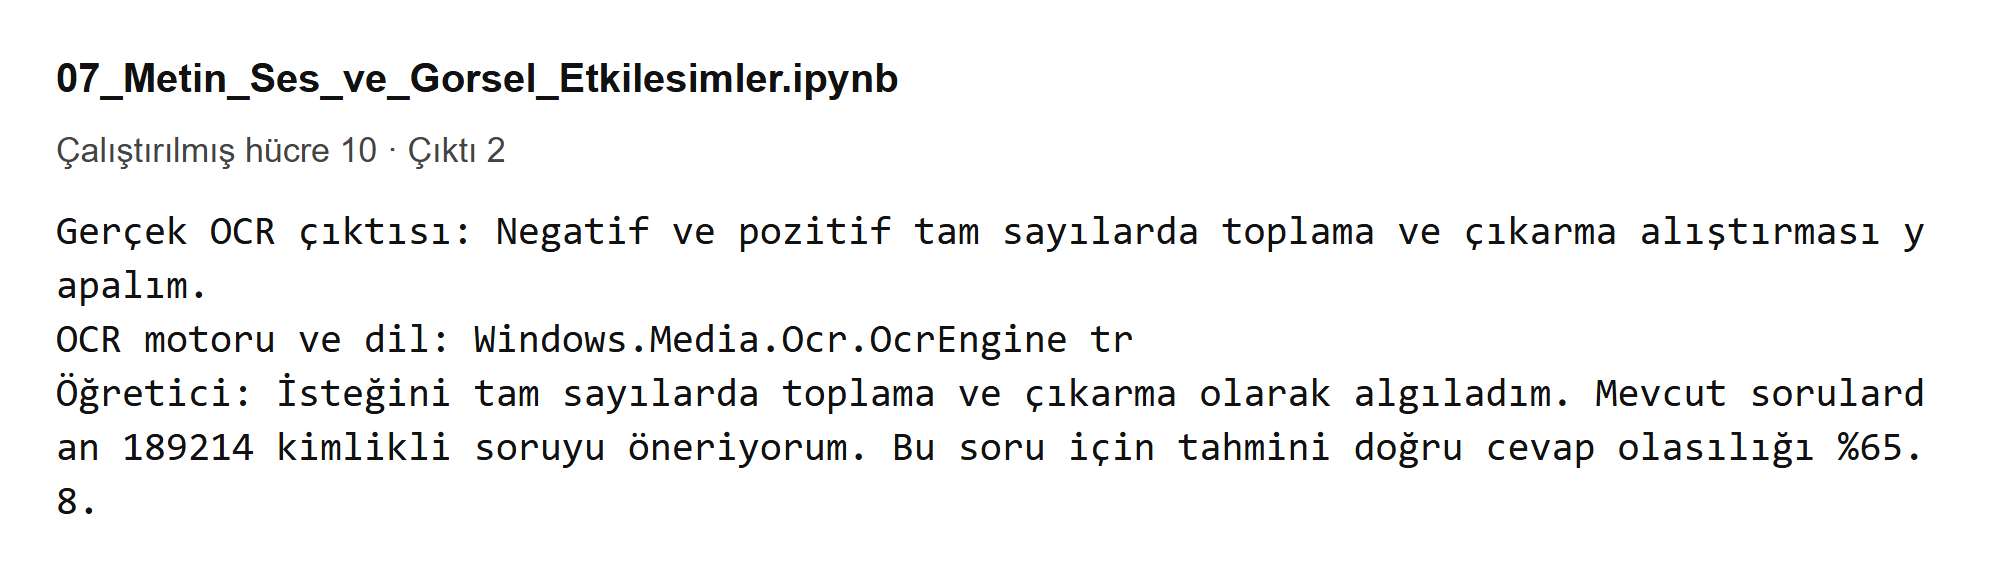 07_Metin_Ses_ve_Gorsel_Etkilesimler.ipynb
Çalıştırılmış hücre 10 · Çıktı 2
Gerçek OCR çıktısı: Negatif ve pozitif tam sayılarda toplama ve çıkarma alıştırması y
apalım.
OCR motoru ve dil: Windows.Media.Ocr.OcrEngine tr
Öğretici: İsteğini tam sayılarda toplama ve çıkarma olarak algıladım. Mevcut sorulard
an 189214 kimlikli soruyu öneriyorum. Bu soru için tahmini doğru cevap olasılığı %65.
8.